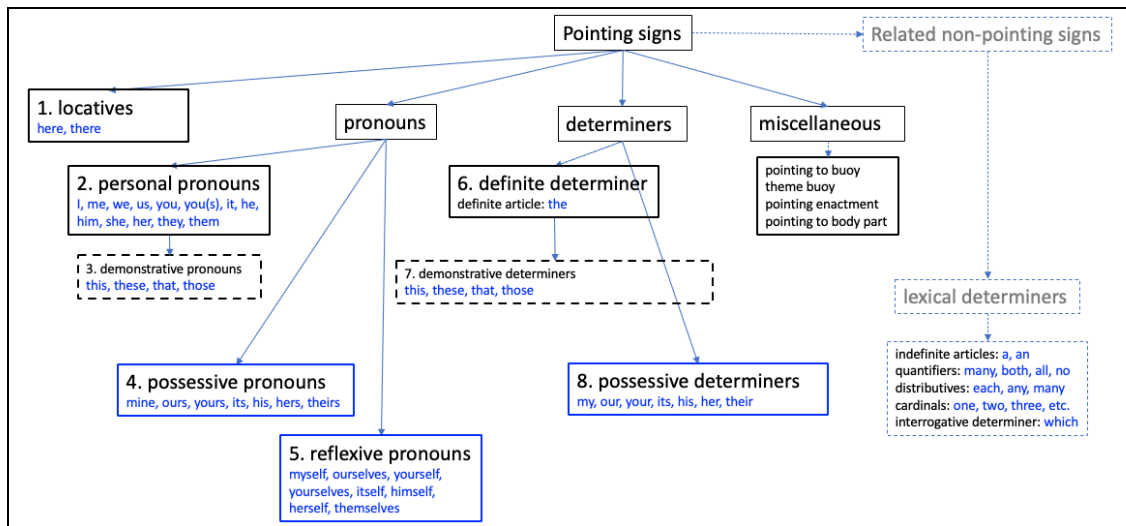 Pointing signs
Related non-pointing signs
1. locatives
here, there
pronouns
determiners
miscellaneous
2. personal pronouns
I, me, we, us, you, you(s), it, he,
him, she, her, they, them
6. definite determiner
definite article: the
pointing to buoy
theme buoy
pointing enactment
pointing to body part
3. demonstrative pronouns
this, these, that, those
7. demonstrative determiners
this, these, that, those
lexical determiners
indefinite articles: a, an
quantifiers: many, both, all, no
distributives: each, any, many
cardinals: one, two, three, etc.
interrogative determiner: which
4. possessive pronouns
mine, ours, yours, its, his, hers, theirs
8. possessive determiners
my, our, your, its, his, her, their
5. reflexive pronouns
myself, ourselves, yourself,
yourselves, itself, himself,
herself, themselves